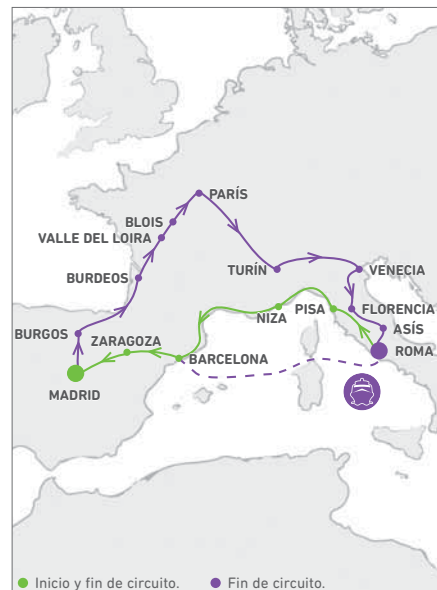 PARÍS
BLOIS
VALLE DEL LOIRA
TURÍN
VENECIA
BURDEOS
FLORENCIA
NIZA
PISA
ASÍS
BURGOS
ZARAGOZA
BARCELONA
ROMA
MADRID
Inicio y fin de circuito.
Fin de circuito.